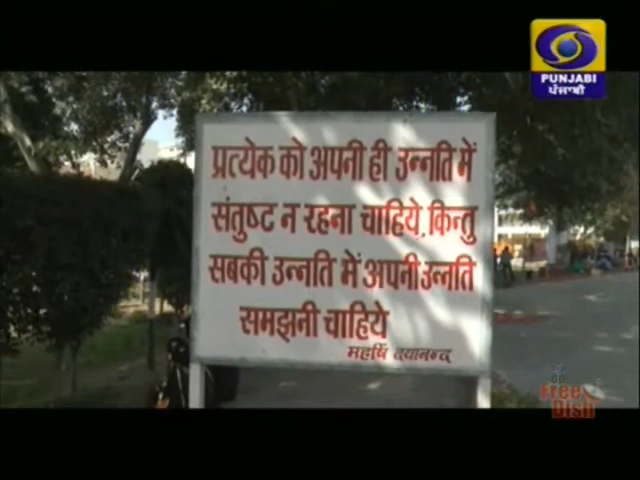 PUNJABI
ਪੰਜਾਬੀ
प्रत्येक को अपनी ही उन्नति में
संतुष्ट न रहना चाहिये, किन्तु
सबकी उन्नति में अपनी उन्नति
समझनी चाहिये
महर्षि दयानन्द
Free
Dish